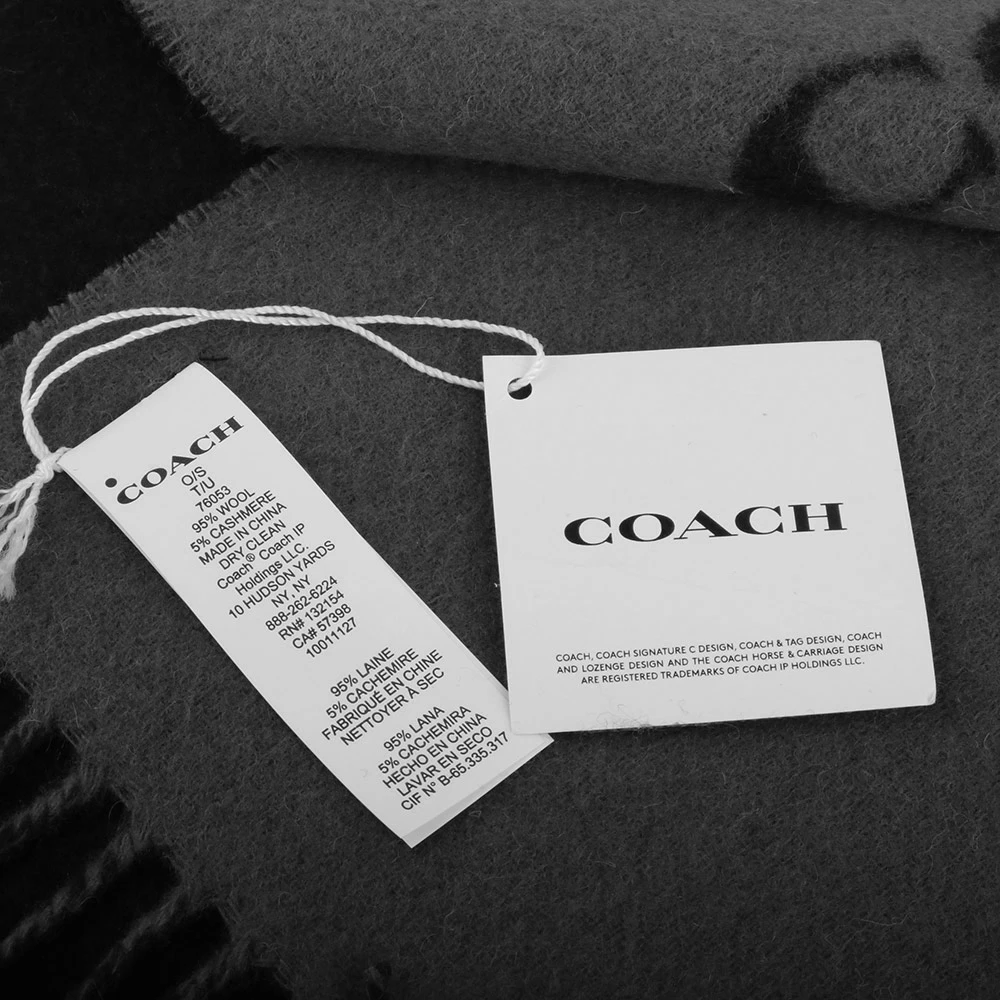 COACH
O/S
T/U
76053
95% WOOL
5% CASHMERE
MADE IN CHINA
DRY CLEAN
Coach® Coach IP
Holdings LLC.
10 HUDSON YARDS
NY, NY
888-262-6224
RN# 132154
CA# 57398
10011127
95% LAINE
5% CACHEMIRE
FABRIQUÉ EN CHINE
NETTOYER À SEC
95% LANA
5% CACHEMIRA
HECHO EN CHINA
LAVAR EN SECO
CIF Nº B-65.335.317
COACH
COACH, COACH SIGNATURE C DESIGN, COACH & TAG DESIGN, COACH
AND LOZENGE DESIGN AND THE COACH HORSE & CARRIAGE DESIGN
ARE REGISTERED TRADEMARKS OF COACH IP HOLDINGS LLC.